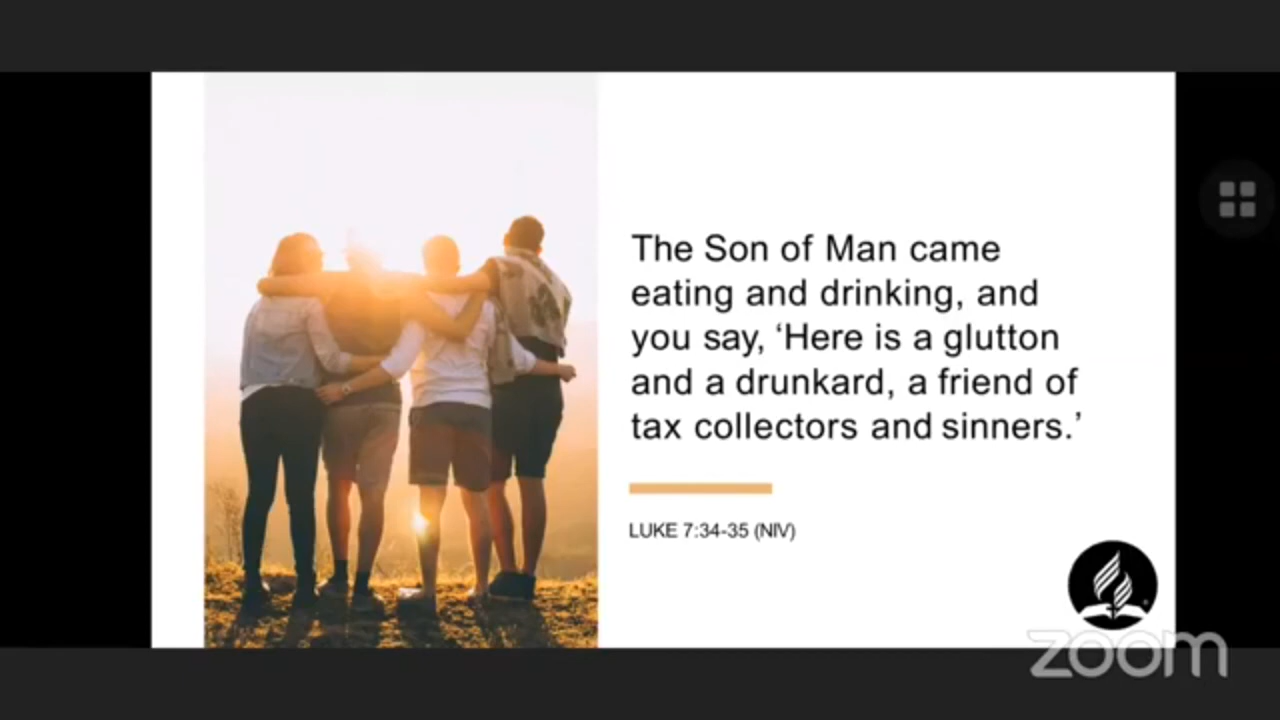 The Son of Man came
eating and drinking, and
you say, ‘Here is a glutton
and a drunkard, a friend of
tax collectors and sinners.’
LUKE 7:34-35 (NIV)
zoom